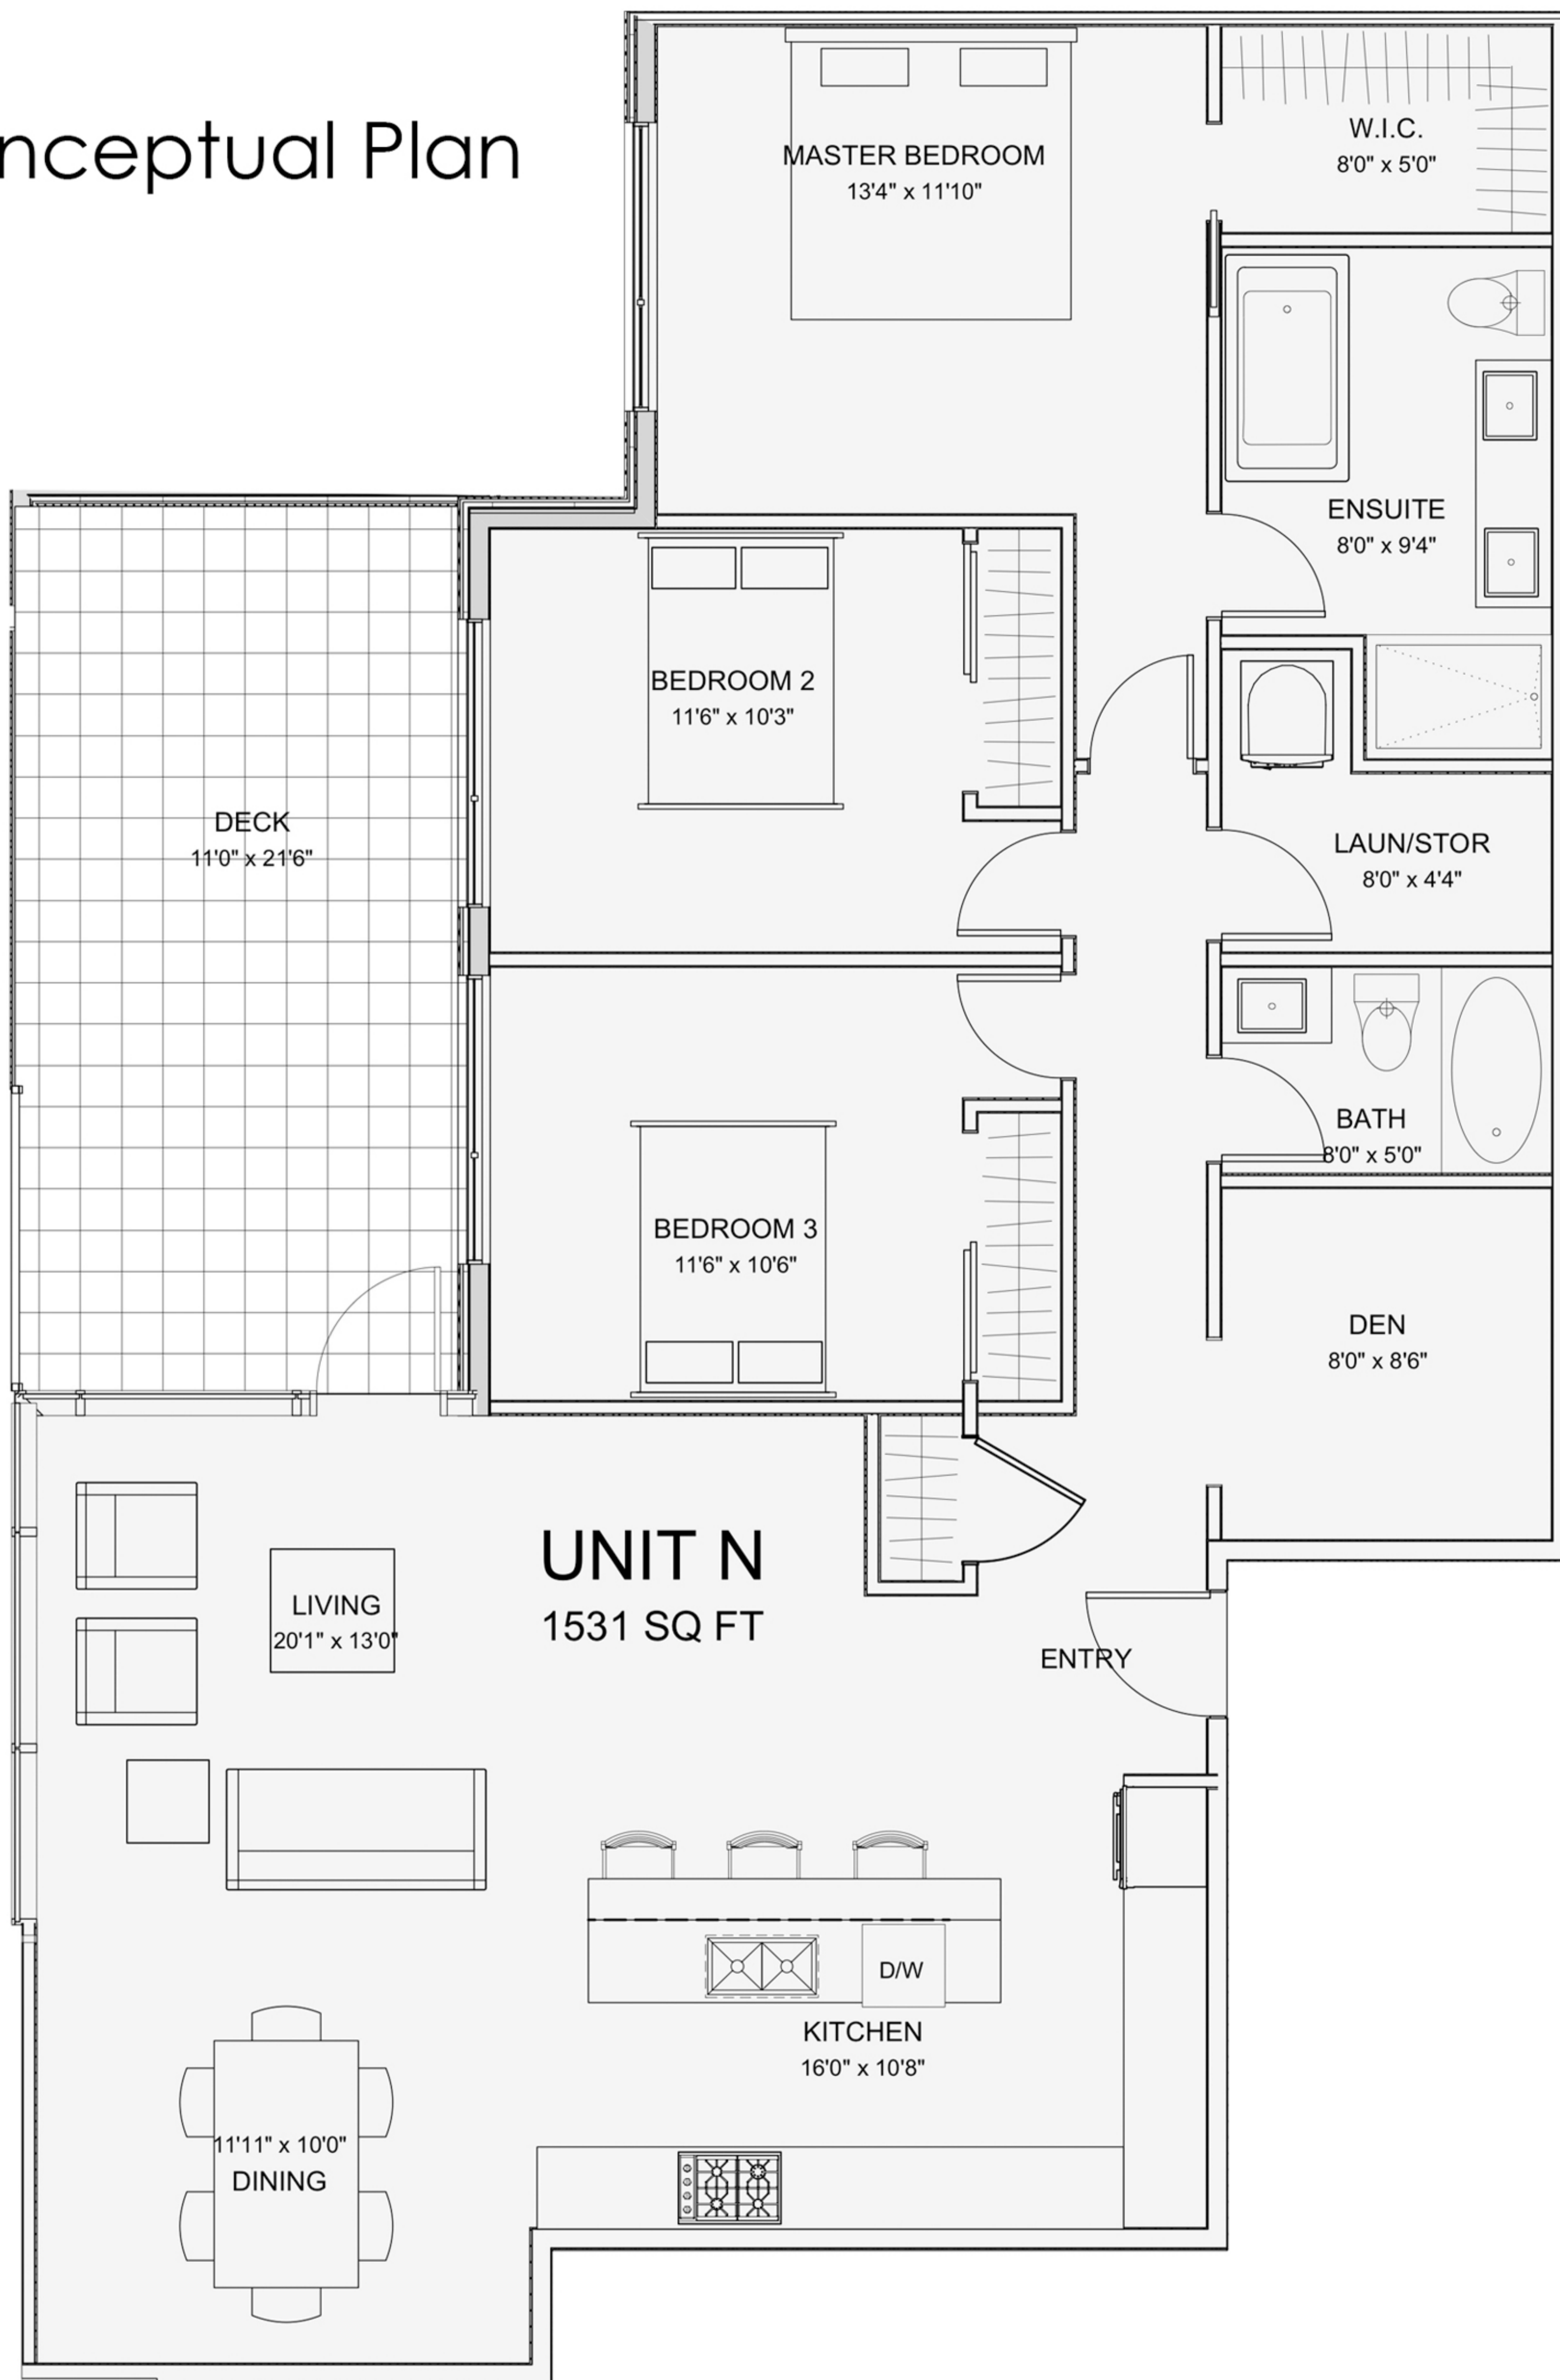 nceptual Plan
MASTER BEDROOM
13'4" x 11'10"
W.I.C.
8'0" x 5'0"
ENSUITE
8'0" x 9'4"
BEDROOM 2
11'6" x 10'3"
DECK
11'0" x 21'6"
LAUN/STOR
8'0" x 4'4"
BATH
8'0" x 5'0"
BEDROOM 3
11'6" x 10'6"
DEN
8'0" x 8'6"
UNIT N
1531 SQ FT
LIVING
20'1" x 13'0"
ENTRY
D/W
KITCHEN
16'0" x 10'8"
11'11" x 10'0"
DINING